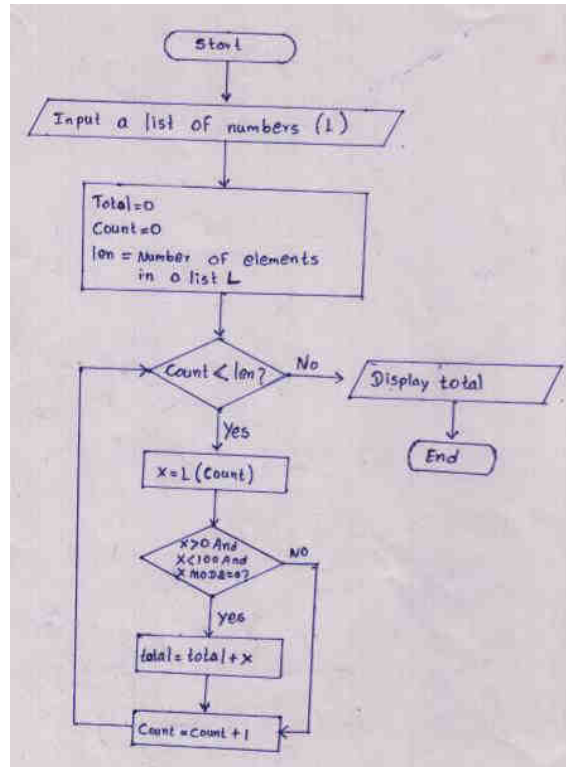 Start
Input a list of numbers (L)
Total=0
Count=0
len = Number of elements
in a list L
Count < len?
No
Display total
Yes
End
X=L (Count)
X>0 And
X<100 And
X MOD2=0?
NO
Yes
total = total + x
Count = Count + 1